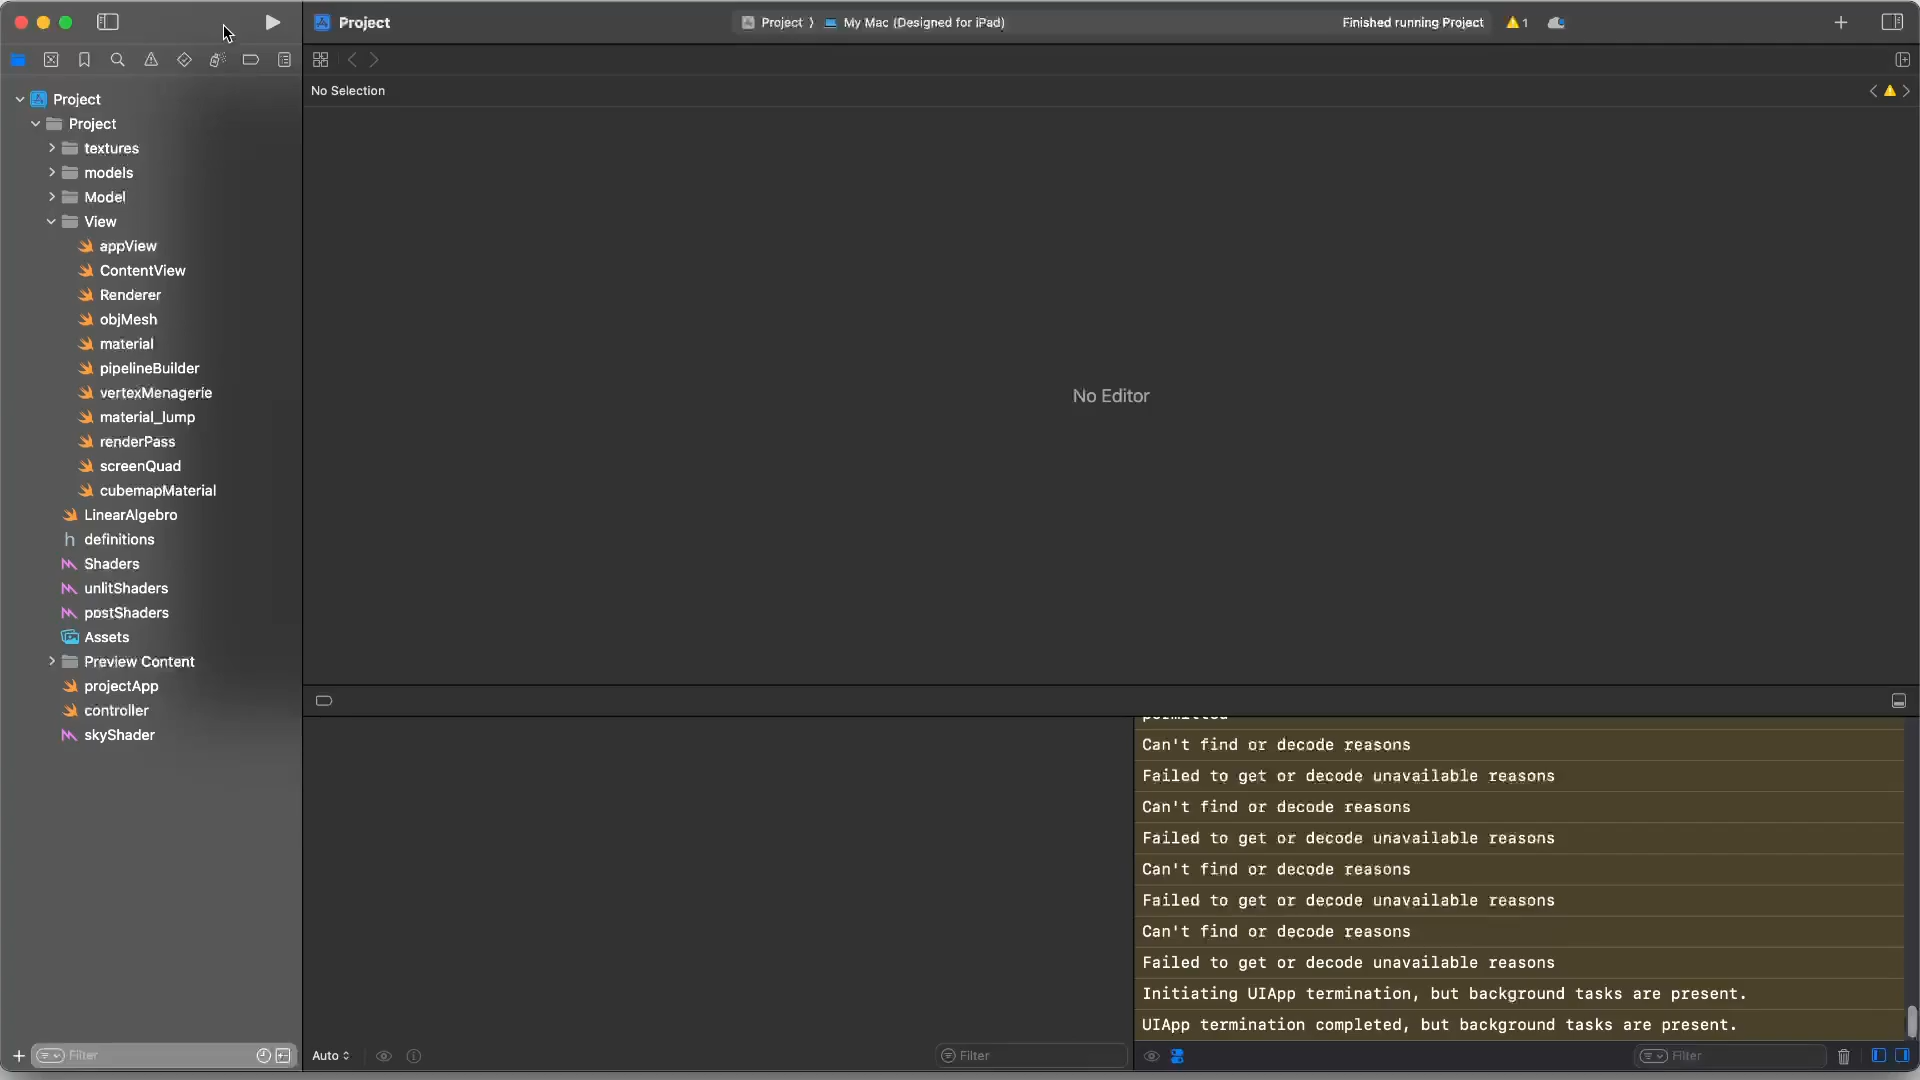 Project
Project 〉 My Mac (Designed for iPad)
Finished running Project
1
No Selection
Project
Project
textures
models
Model
View
appView
ContentView
Renderer
objMesh
material
pipelineBuilder
vertexMenagerie
material_lump
renderPass
screenQuad
cubemapMaterial
LinearAlgebro
h definitions
Shaders
unlitShaders
postShaders
Assets
Preview Content
projectApp
controller
skyShader
Filter
No Editor
Can't find or decode reasons
Failed to get or decode unavailable reasons
Can't find or decode reasons
Failed to get or decode unavailable reasons
Can't find or decode reasons
Failed to get or decode unavailable reasons
Can't find or decode reasons
Failed to get or decode unavailable reasons
Initiating UIApp termination, but background tasks are present.
UIApp termination completed, but background tasks are present.
Auto
Filter
Filter